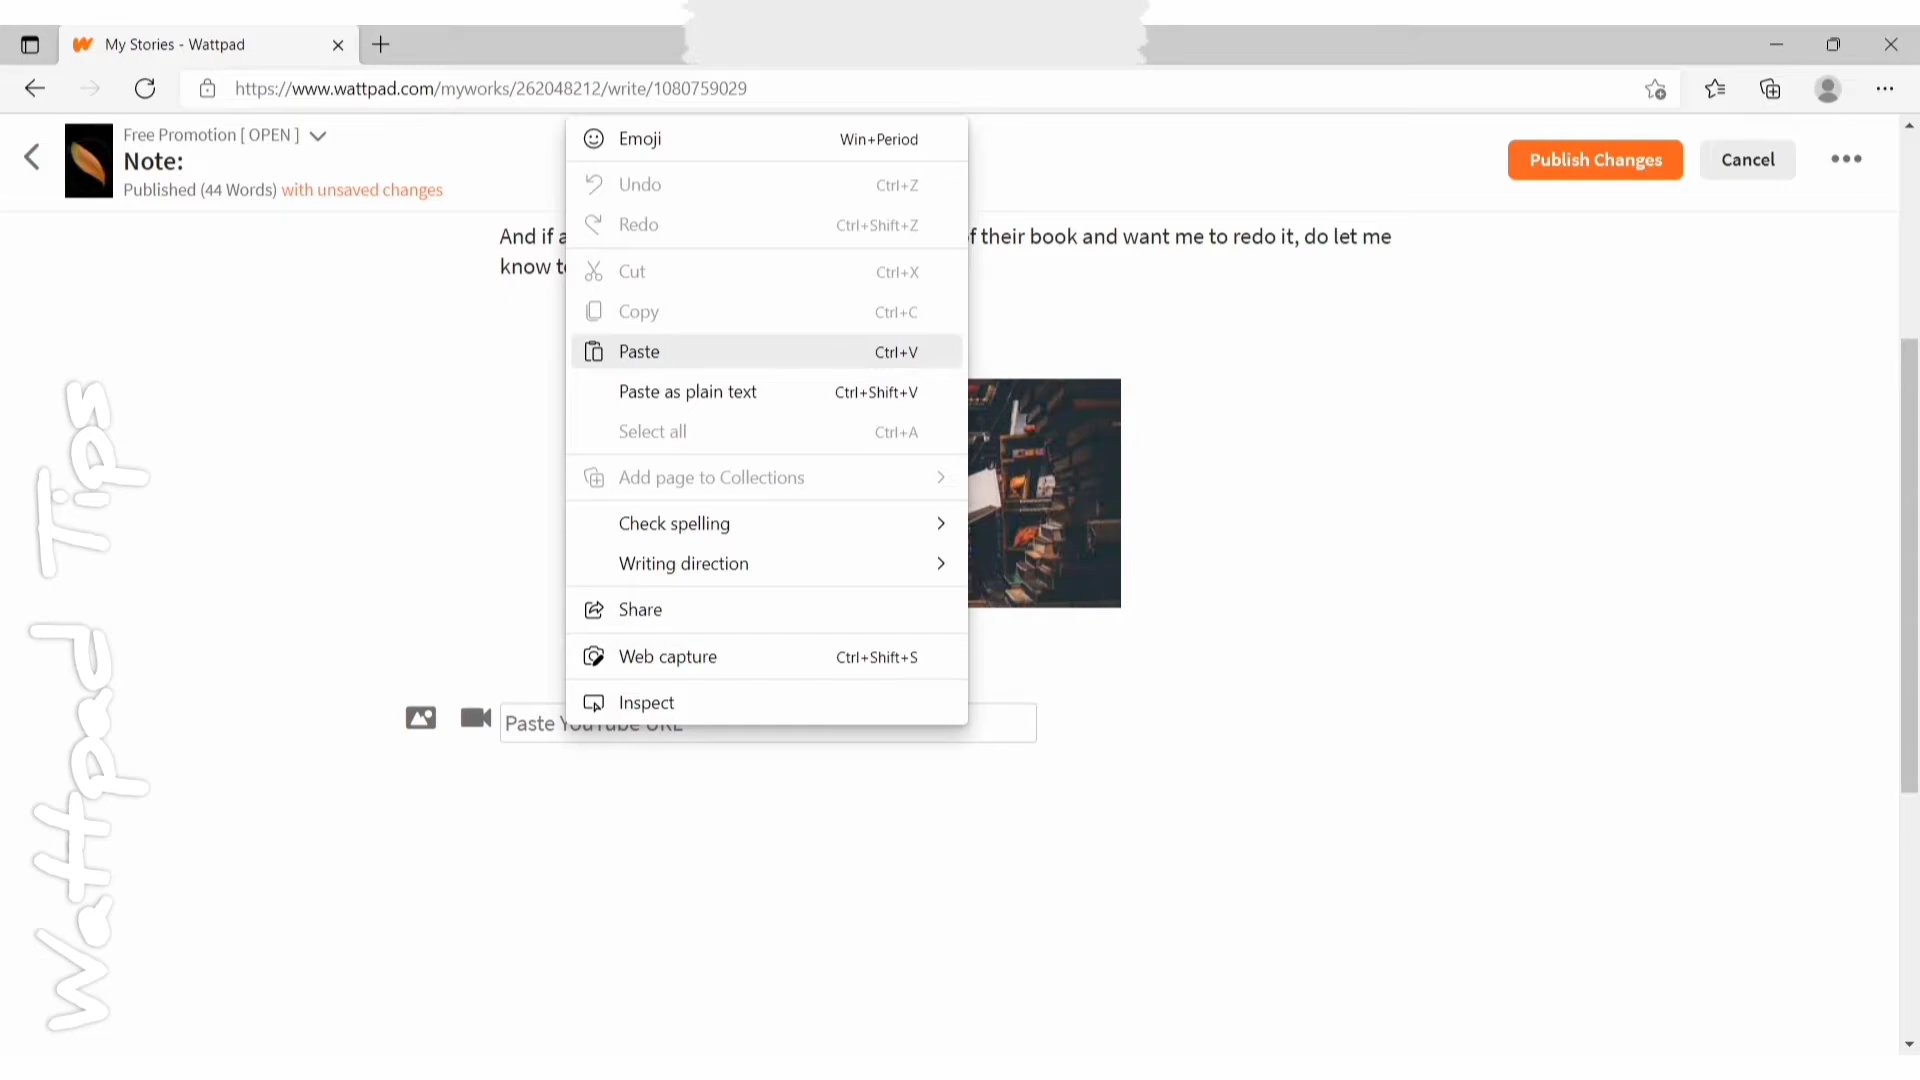 My Stories - Wattpad
https://www.wattpad.com/myworks/262048212/write/1080759029
Free Promotion [ OPEN ]
Note:
Published (44 Words) with unsaved changes
Publish Changes
Cancel
And if a
f their book and want me to redo it, do let me
know to
Emoji Win+Period
Undo Ctrl+Z
Redo Ctrl+Shift+Z
Cut Ctrl+X
Copy Ctrl+C
Paste Ctrl+V
Paste as plain text Ctrl+Shift+V
Select all Ctrl+A
Add page to Collections
Check spelling
Writing direction
Share
Web capture Ctrl+Shift+S
Inspect
Paste YouTube URL
Wattpad Tips